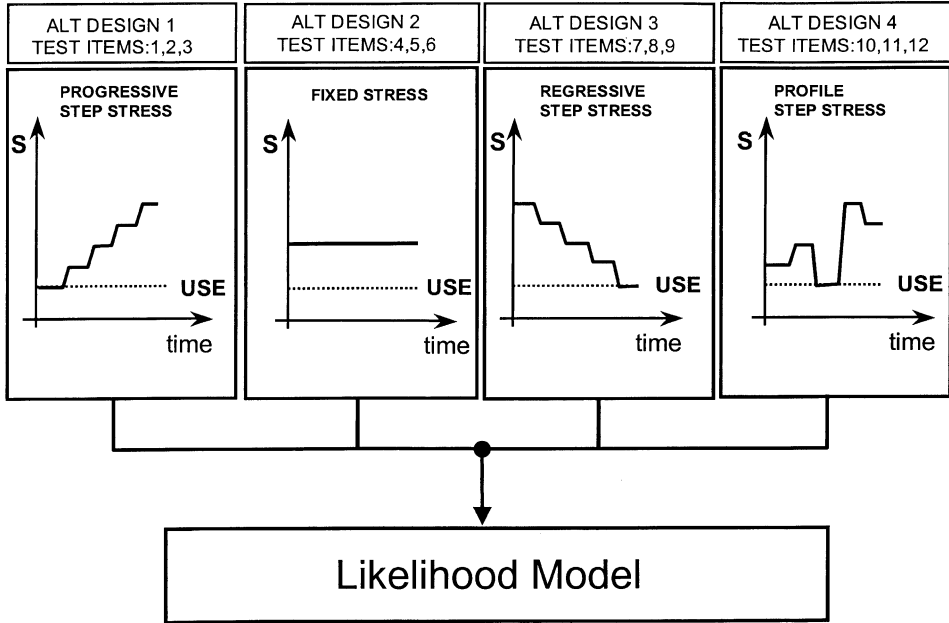 ALT DESIGN 1
TEST ITEMS:1,2,3
PROGRESSIVE
STEP STRESS
S
USE
time
ALT DESIGN 2
TEST ITEMS:4,5,6
FIXED STRESS
S
USE
time
ALT DESIGN 3
TEST ITEMS:7,8,9
REGRESSIVE
STEP STRESS
S
USE
time
ALT DESIGN 4
TEST ITEMS:10,11,12
PROFILE
STEP STRESS
S
USE
time
Likelihood Model